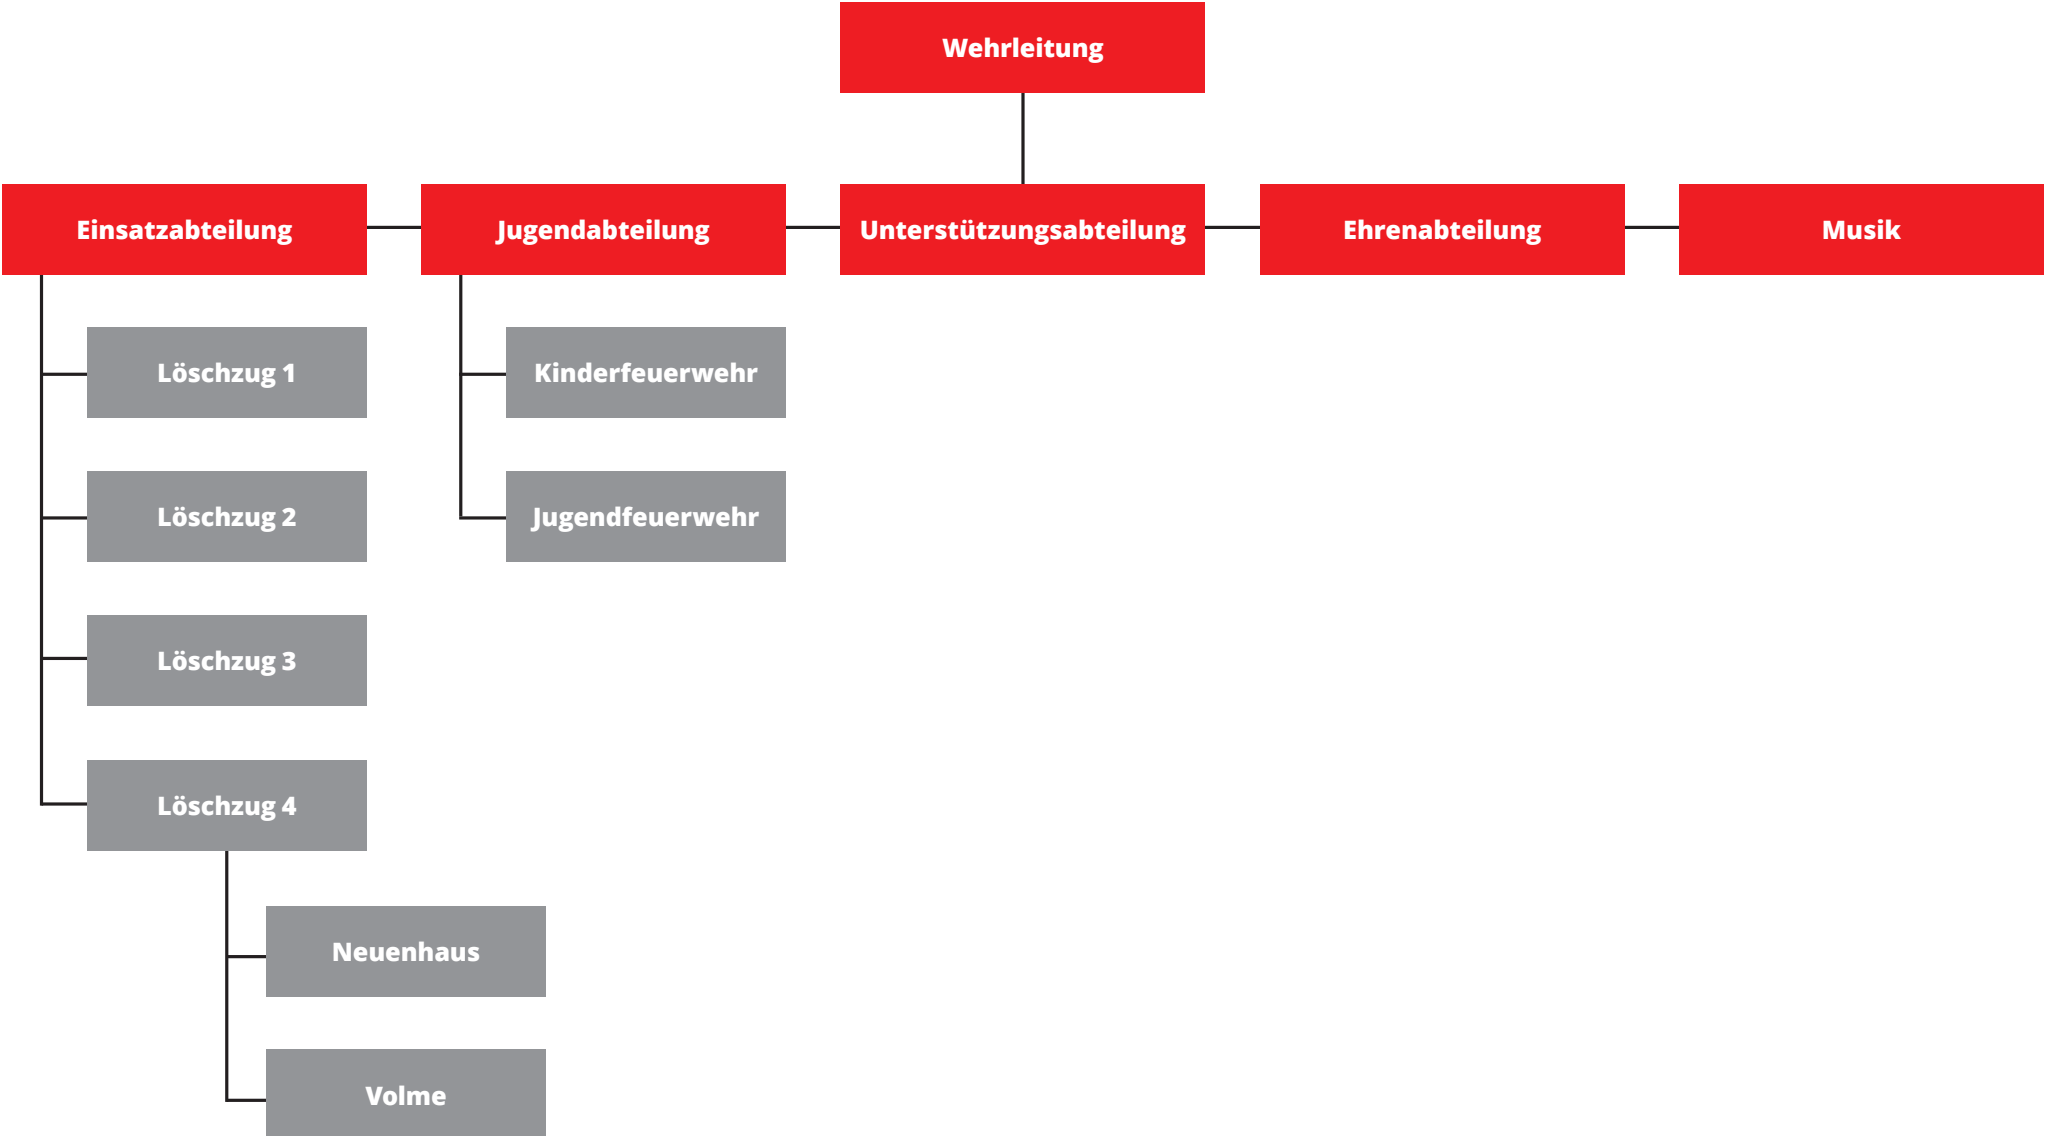 Wehrleitung
Einsatzabteilung
Jugendabteilung
Unterstützungsabteilung
Ehrenabteilung
Musik
Löschzug 1
Kinderfeuerwehr
Löschzug 2
Jugendfeuerwehr
Löschzug 3
Löschzug 4
Neuenhaus
Volme